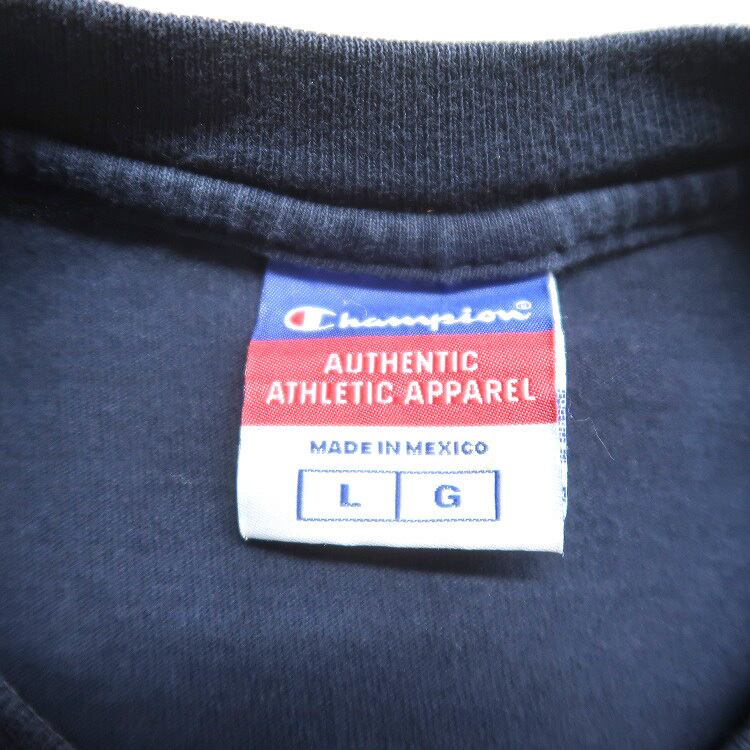 Champion®
AUTHENTIC
ATHLETIC APPAREL
MADE IN MEXICO
L G